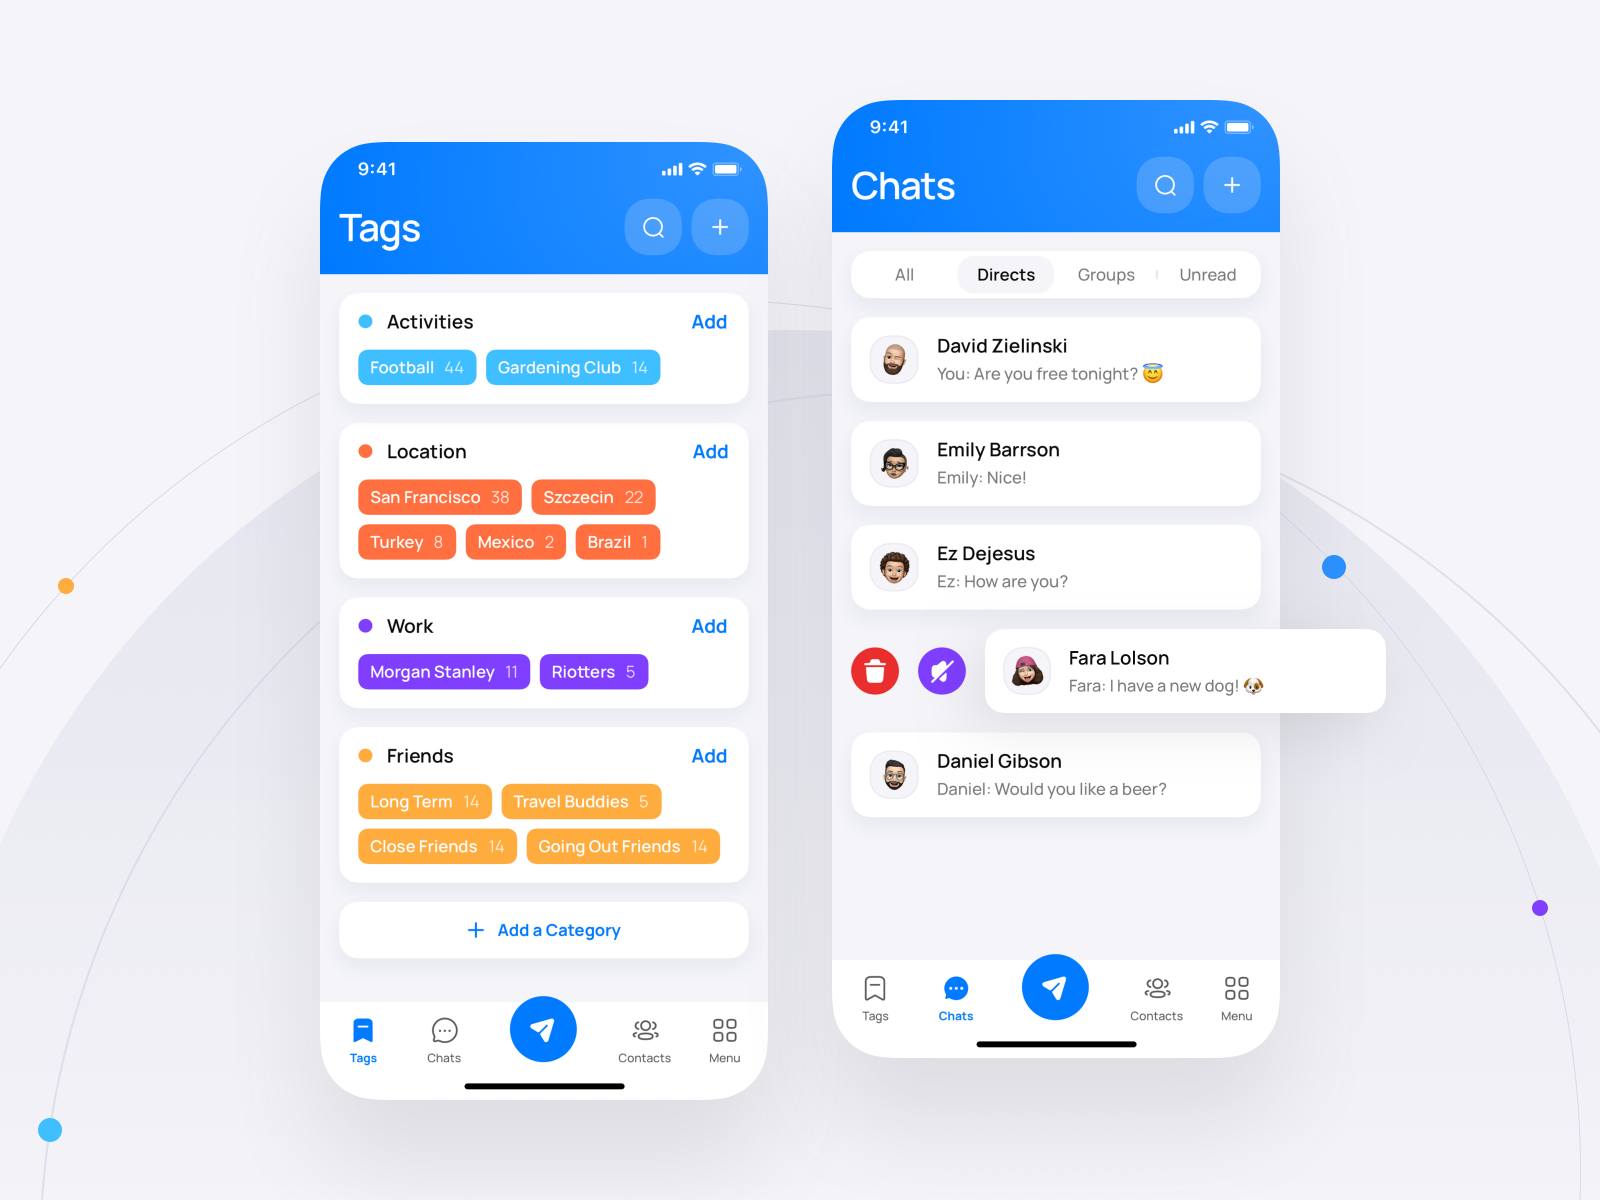 9:41
Tags
Activities Add
Football 44 Gardening Club 14
Location Add
San Francisco 38 Szczecin 22
Turkey 8 Mexico 2 Brazil 1
Work Add
Morgan Stanley 11 Riotters 5
Friends Add
Long Term 14 Travel Buddies 5
Close Friends 14 Going Out Friends 14
Add a Category
Tags Chats Contacts Menu
9:41
Chats
All Directs Groups Unread
David Zielinski
You: Are you free tonight? 😇
Emily Barrson
Emily: Nice!
Ez Dejesus
Ez: How are you?
Fara Lolson
Fara: I have a new dog! 🐶
Daniel Gibson
Daniel: Would you like a beer?
Tags Chats Contacts Menu